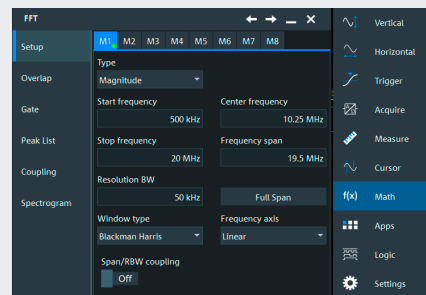 FFT
Setup
Overlap
Gate
Peak List
Coupling
Spectrogram
M1 M2 M3 M4 M5 M6 M7 M8
Type
Magnitude
Start frequency
500 kHz
Center frequency
10.25 MHz
Stop frequency
20 MHz
Frequency span
19.5 MHz
Resolution BW
50 kHz
Full Span
Window type
Blackman Harris
Frequency axis
Linear
Span/RBW coupling
Off
Vertical
Horizontal
Trigger
Acquire
Measure
Cursor
f(x) Math
Apps
Logic
Settings